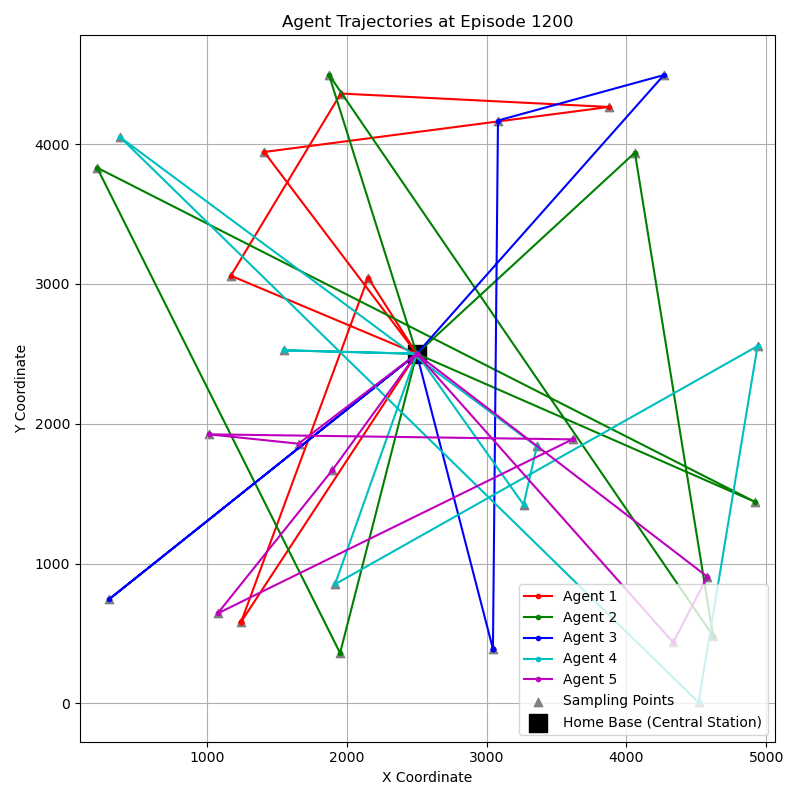 Agent Trajectories at Episode 1200
Y Coordinate
4000
3000
2000
1000
0
1000
2000
3000
4000
5000
X Coordinate
Agent 1
Agent 2
Agent 3
Agent 4
Agent 5
Sampling Points
Home Base (Central Station)